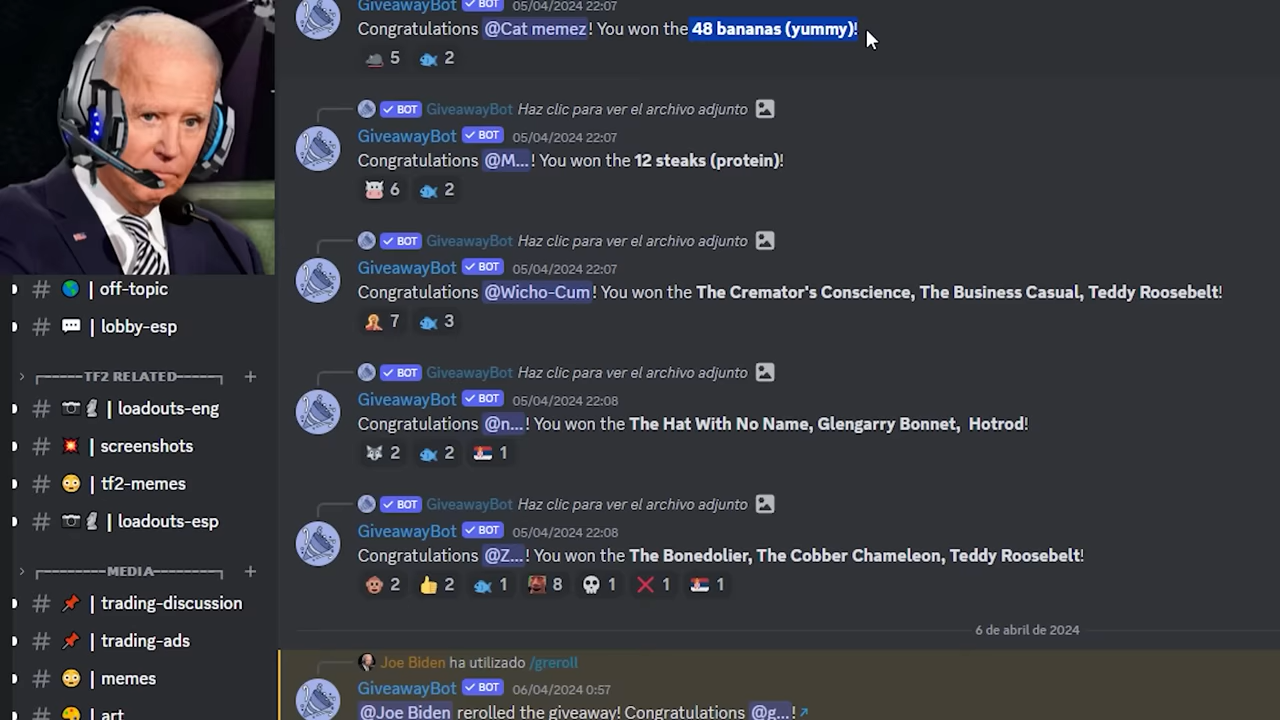 GiveawayBot ✓ BOT 05/04/2024 22:07
Congratulations @Cat memez! You won the 48 bananas (yummy)!
5 2
✓ BOT GiveawayBot Haz clic para ver el archivo adjunto
GiveawayBot ✓ BOT 05/04/2024 22:07
Congratulations @M...! You won the 12 steaks (protein)!
6 2
✓ BOT GiveawayBot Haz clic para ver el archivo adjunto
GiveawayBot ✓ BOT 05/04/2024 22:07
Congratulations @Wicho-Cum! You won the The Cremator's Conscience, The Business Casual, Teddy Roosebelt!
7 3
✓ BOT GiveawayBot Haz clic para ver el archivo adjunto
GiveawayBot ✓ BOT 05/04/2024 22:08
Congratulations @n...! You won the The Hat With No Name, Glengarry Bonnet, Hotrod!
2 2 1
✓ BOT GiveawayBot Haz clic para ver el archivo adjunto
GiveawayBot ✓ BOT 05/04/2024 22:08
Congratulations @Z...! You won the The Bonedolier, The Cobber Chameleon, Teddy Roosebelt!
2 2 1 8 1 1 1
6 de abril de 2024
Joe Biden ha utilizado /greroll
GiveawayBot ✓ BOT 06/04/2024 0:57
@Joe Biden rerolled the giveaway! Congratulations @g...!
# | off-topic
# | lobby-esp
TF2 RELATED +
# | loadouts-eng
# | screenshots
# | tf2-memes
# | loadouts-esp
MEDIA +
# | trading-discussion
# | trading-ads
# | memes
# | art